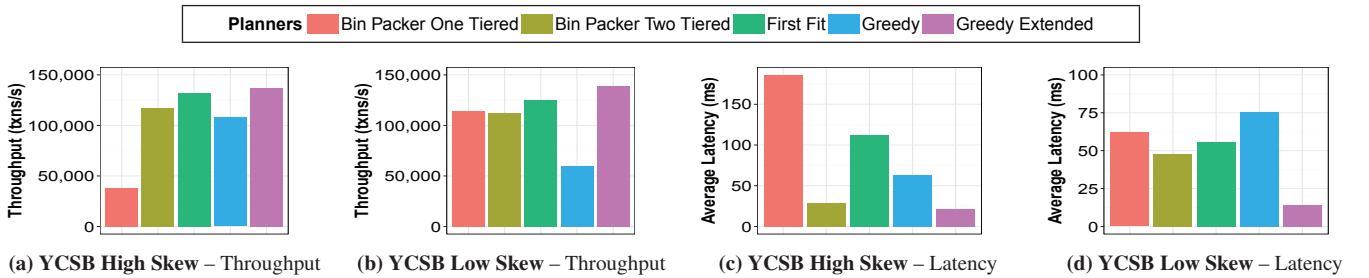 Planners Bin Packer One Tiered Bin Packer Two Tiered First Fit Greedy Greedy Extended
Throughput (txns/s)
150,000
100,000
50,000
0
(a) YCSB High Skew – Throughput
Throughput (txns/s)
150,000
100,000
50,000
0
(b) YCSB Low Skew – Throughput
Average Latency (ms)
150
100
50
0
(c) YCSB High Skew – Latency
Average Latency (ms)
100
75
50
25
0
(d) YCSB Low Skew – Latency